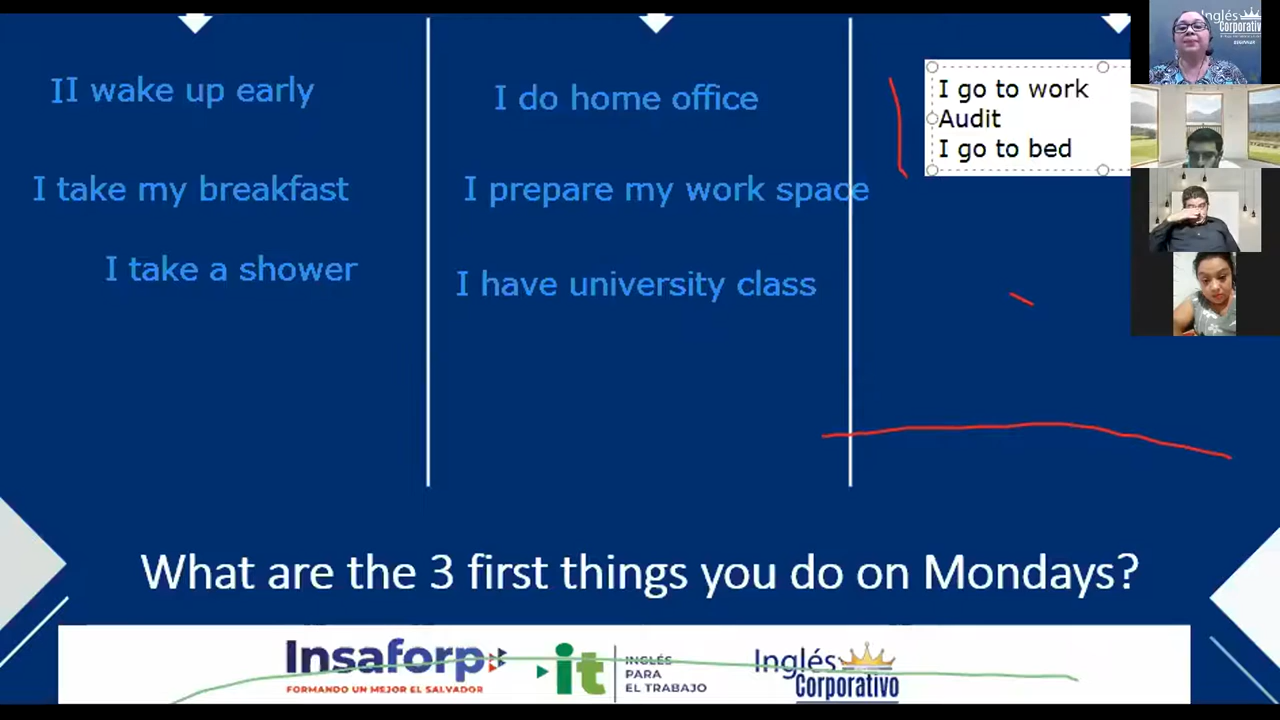 II wake up early
I take my breakfast
I take a shower
I do home office
I prepare my work space
I have university class
I go to work
Audit
I go to bed
What are the 3 first things you do on Mondays?
Insaforp
FORMANDO UN MEJOR EL SALVADOR
it
INGLÉS
PARA
EL TRABAJO
Inglés
Corporativo
Inglés
Corporativo